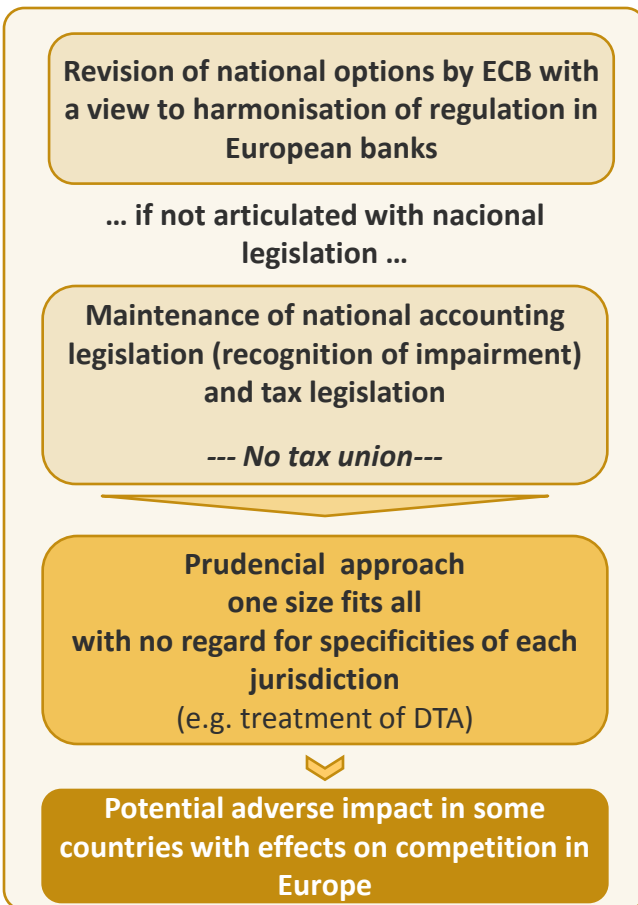 Revision of national options by ECB with
a view to harmonisation of regulation in
European banks
… if not articulated with nacional
legislation …
Maintenance of national accounting
legislation (recognition of impairment)
and tax legislation
--- No tax union---
Prudencial  approach
one size fits all
with no regard for specificities of each
jurisdiction
(e.g. treatment of DTA)
Potential adverse impact in some
countries with effects on competition in
Europe